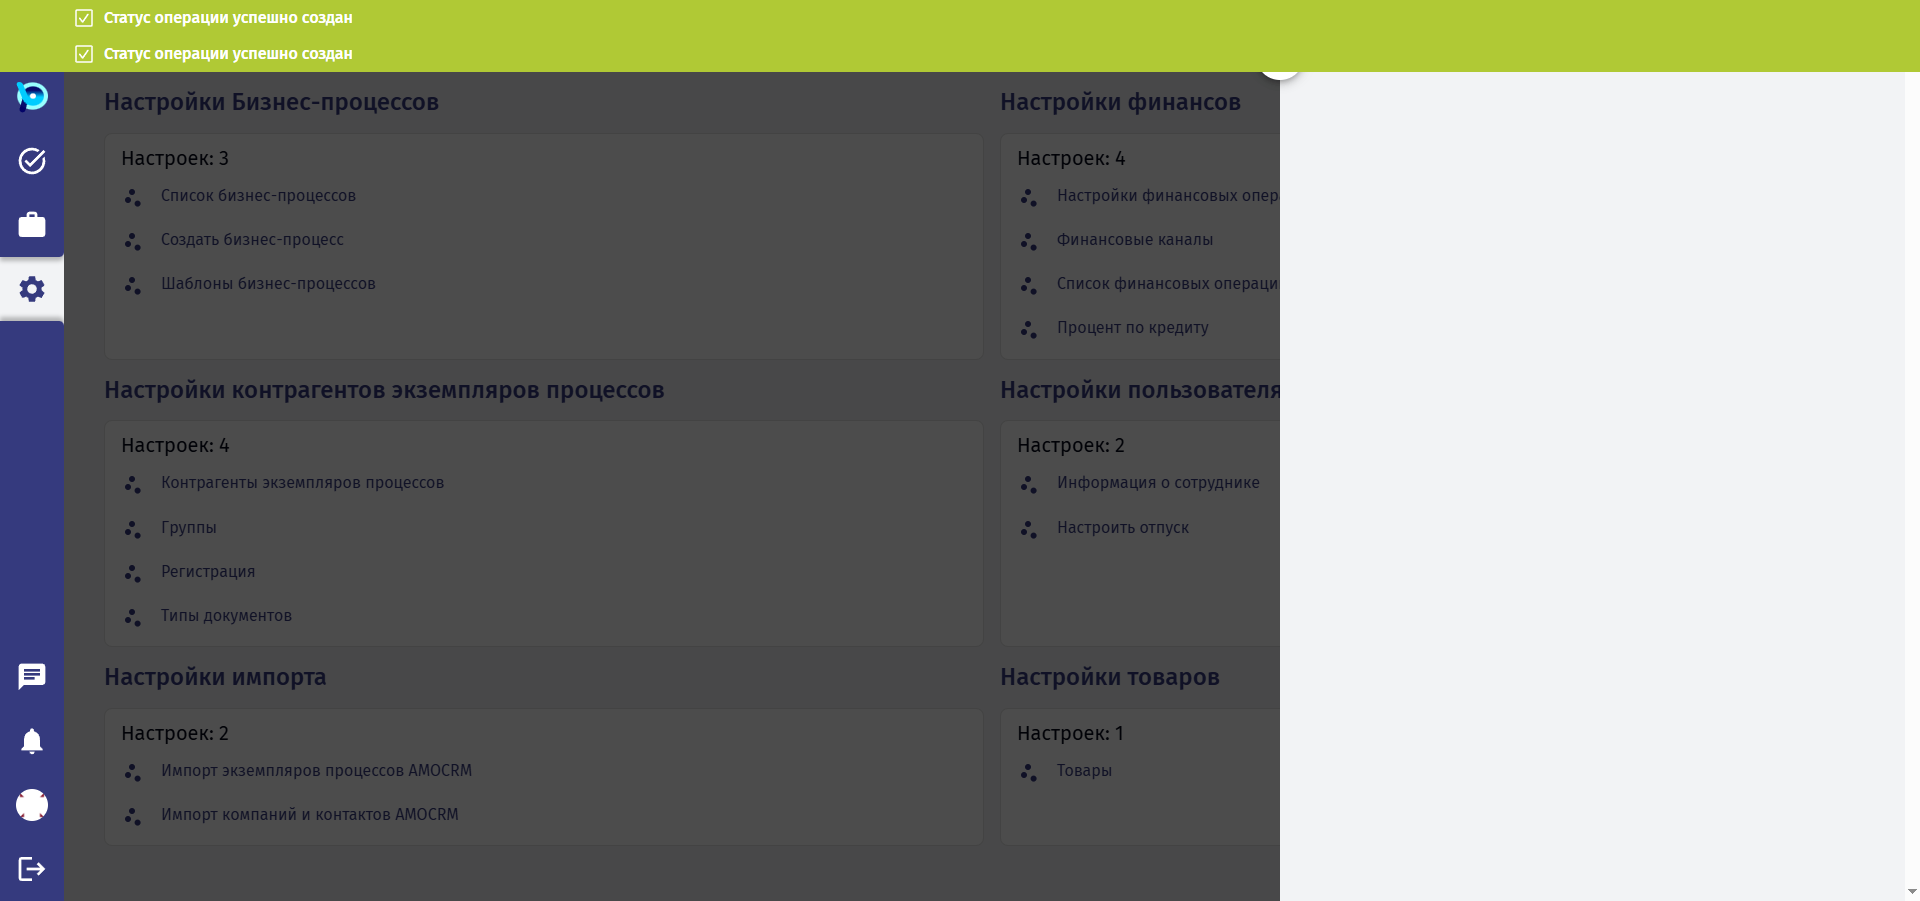 Статус операции успешно создан
Статус операции успешно создан
Настройки Бизнес-процессов
Настроек: 3
Список бизнес-процессов
Создать бизнес-процесс
Шаблоны бизнес-процессов
Настройки финансов
Настроек: 4
Настройки финансовых опер
Финансовые каналы
Список финансовых операци
Процент по кредиту
Настройки контрагентов экземпляров процессов
Настроек: 4
Контрагенты экземпляров процессов
Группы
Регистрация
Типы документов
Настройки пользователя
Настроек: 2
Информация о сотруднике
Настроить отпуск
Настройки импорта
Настроек: 2
Импорт экземпляров процессов AMOCRM
Импорт компаний и контактов AMOCRM
Настройки товаров
Настроек: 1
Товары